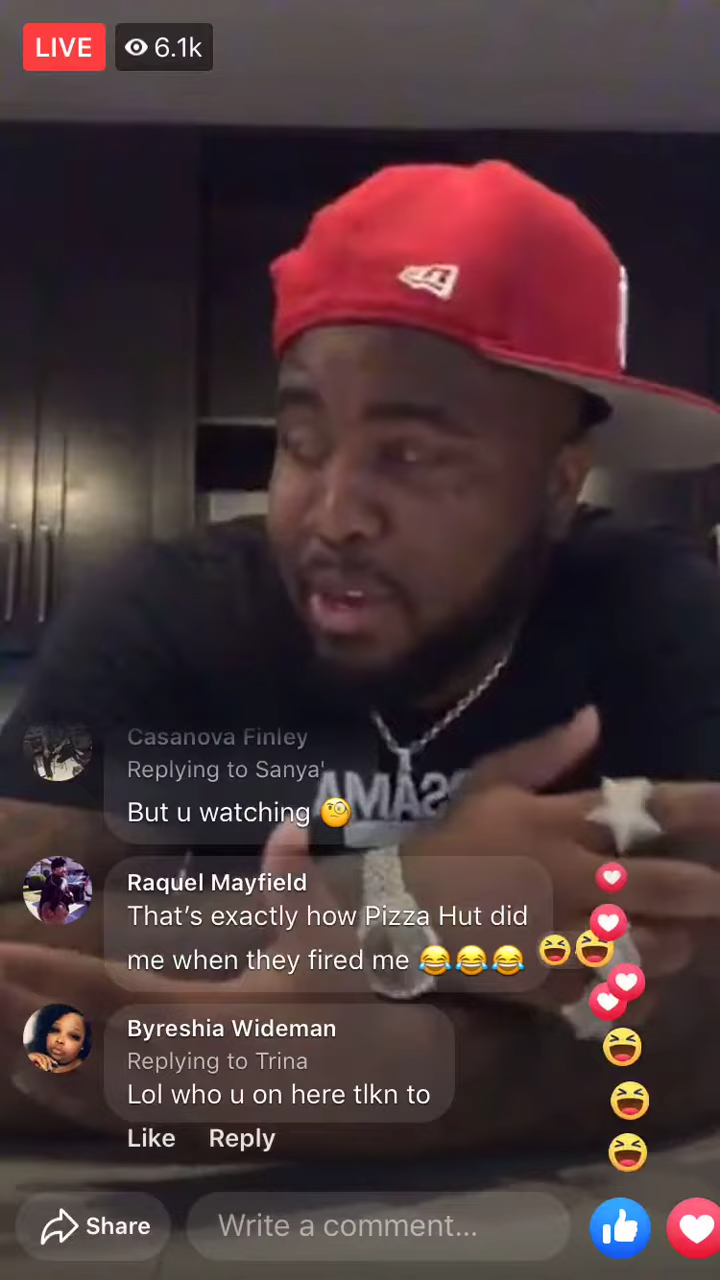 LIVE
6.1k
Casanova Finley
Replying to Sanya'
But u watching 🧐
Raquel Mayfield
That's exactly how Pizza Hut did
me when they fired me 😂😂😂
Byreshia Wideman
Replying to Trina
Lol who u on here tlkn to
Like Reply
Share
Write a comment...